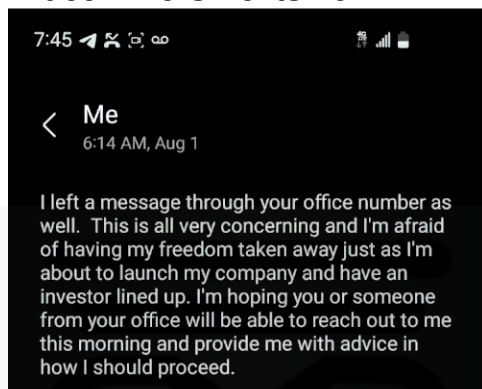 7:45
Me
6:14 AM, Aug 1
I left a message through your office number as
well.  This is all very concerning and I'm afraid
of having my freedom taken away just as I'm
about to launch my company and have an
investor lined up. I'm hoping you or someone
from your office will be able to reach out to me
this morning and provide me with advice in
how I should proceed.